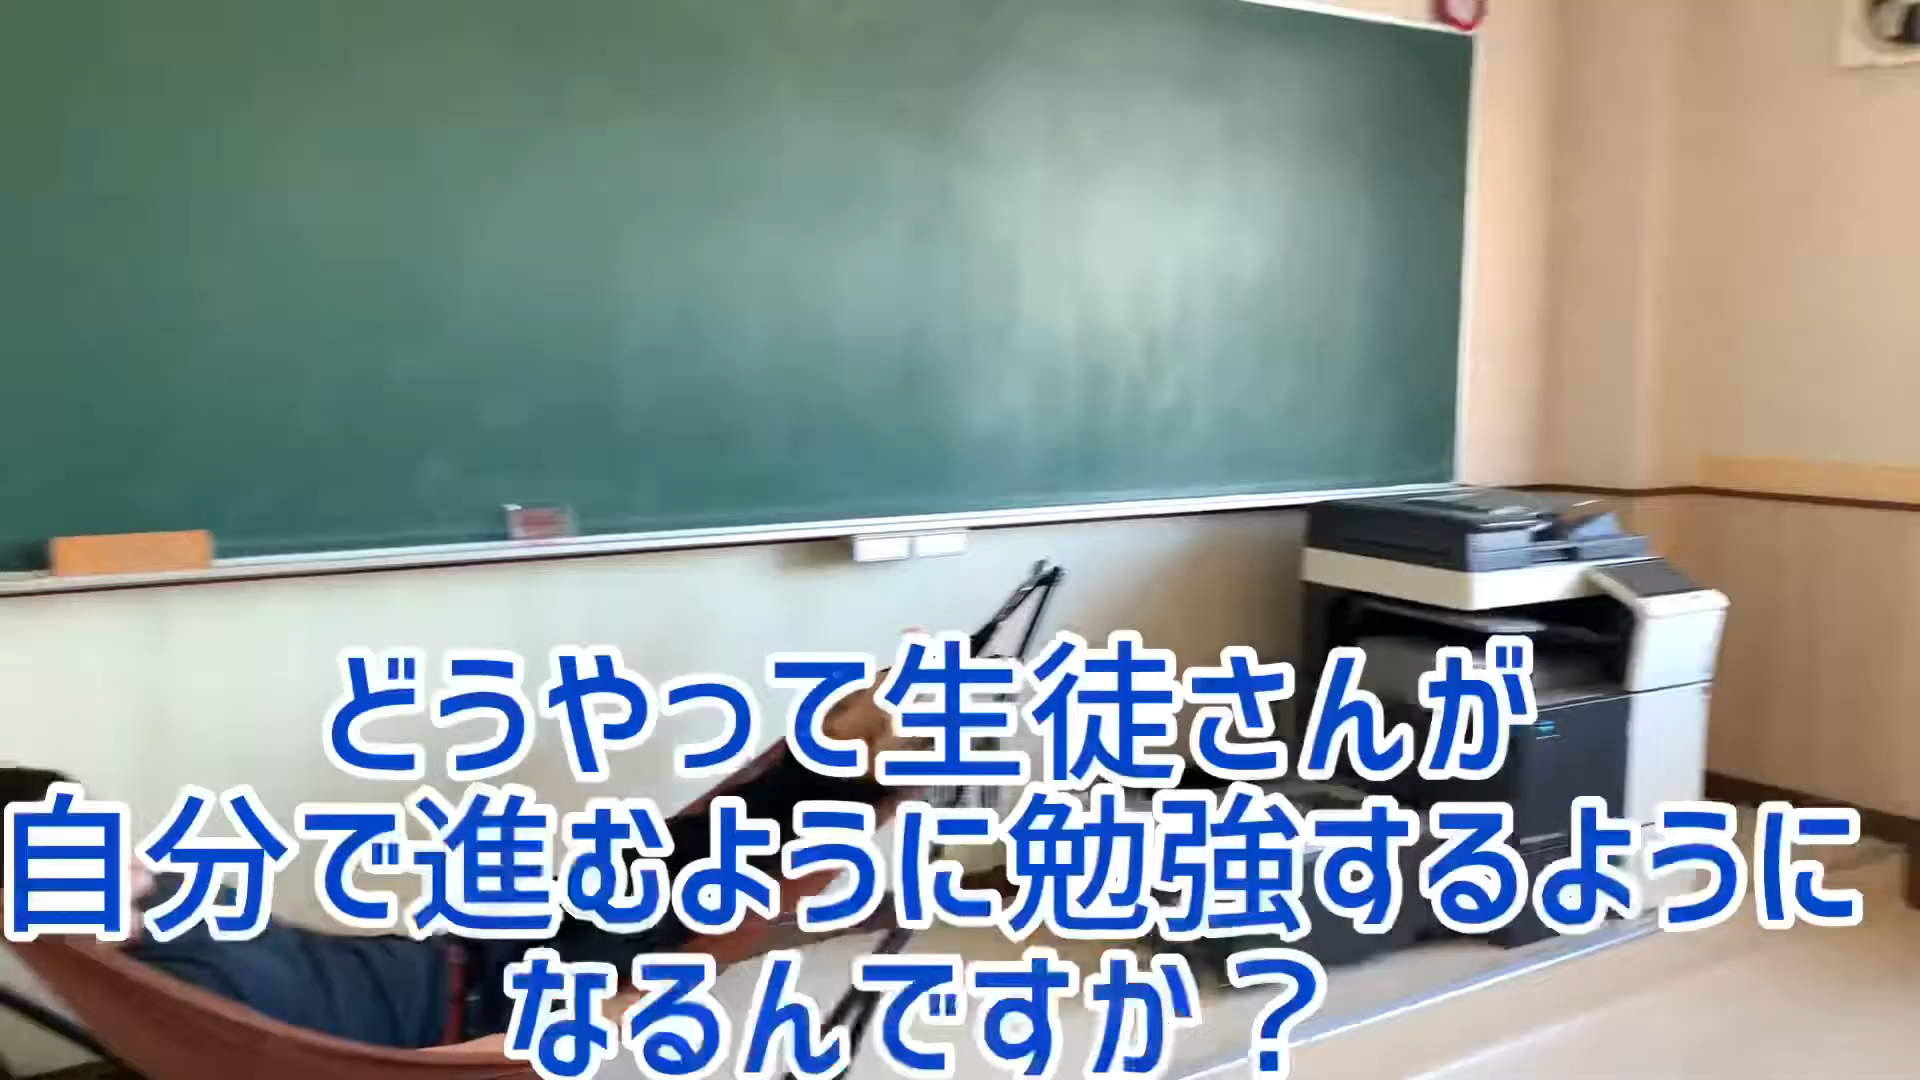 どうやって生徒さんが
自分で進むように勉強するように
なるんですか？